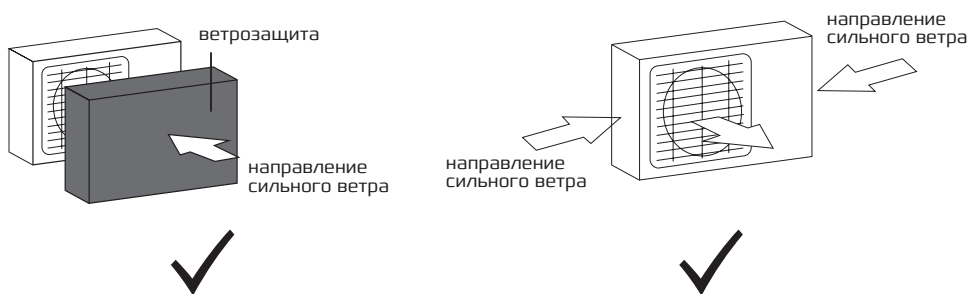 ветрозащита
направление
сильного ветра
направление
сильного ветра
направление
сильного ветра